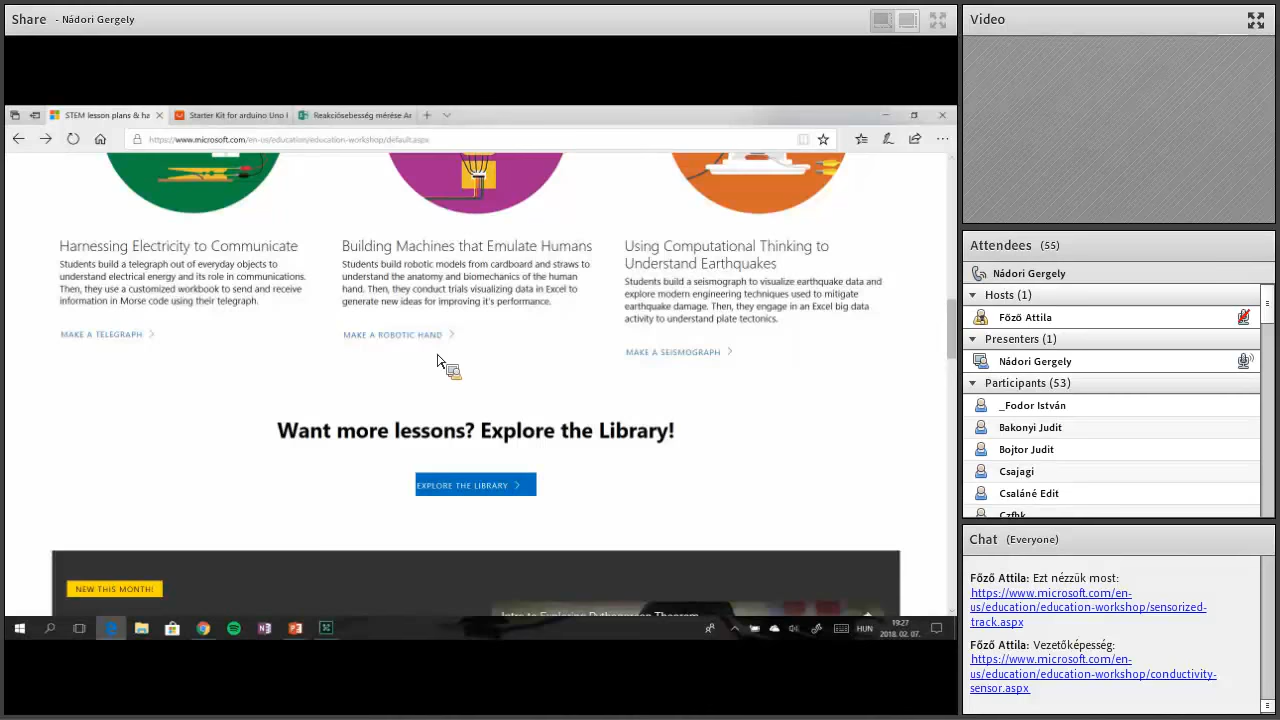 Share - Nádori Gergely
STEM lesson plans & ha
Starter Kit for arduino Uno I
Reakciósebesség mérése Ar
https://www.microsoft.com/en-us/education/education-workshop/default.aspx
Harnessing Electricity to Communicate
Students build a telegraph out of everyday objects to
understand electrical energy and its role in communications.
Then, they use a customized workbook to send and receive
information in Morse code using their telegraph.
MAKE A TELEGRAPH
Building Machines that Emulate Humans
Students build robotic models from cardboard and straws to
understand the anatomy and biomechanics of the human
hand. Then, they conduct trials visualizing data in Excel to
generate new ideas for improving it's performance.
MAKE A ROBOTIC HAND
Using Computational Thinking to
Understand Earthquakes
Students build a seismograph to visualize earthquake data and
explore modern engineering techniques used to mitigate
earthquake damage. Then, they engage in an Excel big data
activity to understand plate tectonics.
MAKE A SEISMOGRAPH
Want more lessons? Explore the Library!
EXPLORE THE LIBRARY
NEW THIS MONTH!
Intro to Exploring Pythagorean Theorem
HUN
19:27
2018. 02. 07.
Video
Attendees (55)
Nádori Gergely
Hosts (1)
Főző Attila
Presenters (1)
Nádori Gergely
Participants (53)
_Fodor István
Bakonyi Judit
Bojtor Judit
Csajagi
Csaláné Edit
Czfbk
Chat (Everyone)
Főző Attila: Ezt nézzük most:
https://www.microsoft.com/en-
us/education/education-workshop/sensorized-
track.aspx
Főző Attila: Vezetőképesség:
https://www.microsoft.com/en-
us/education/education-workshop/conductivity-
sensor.aspx